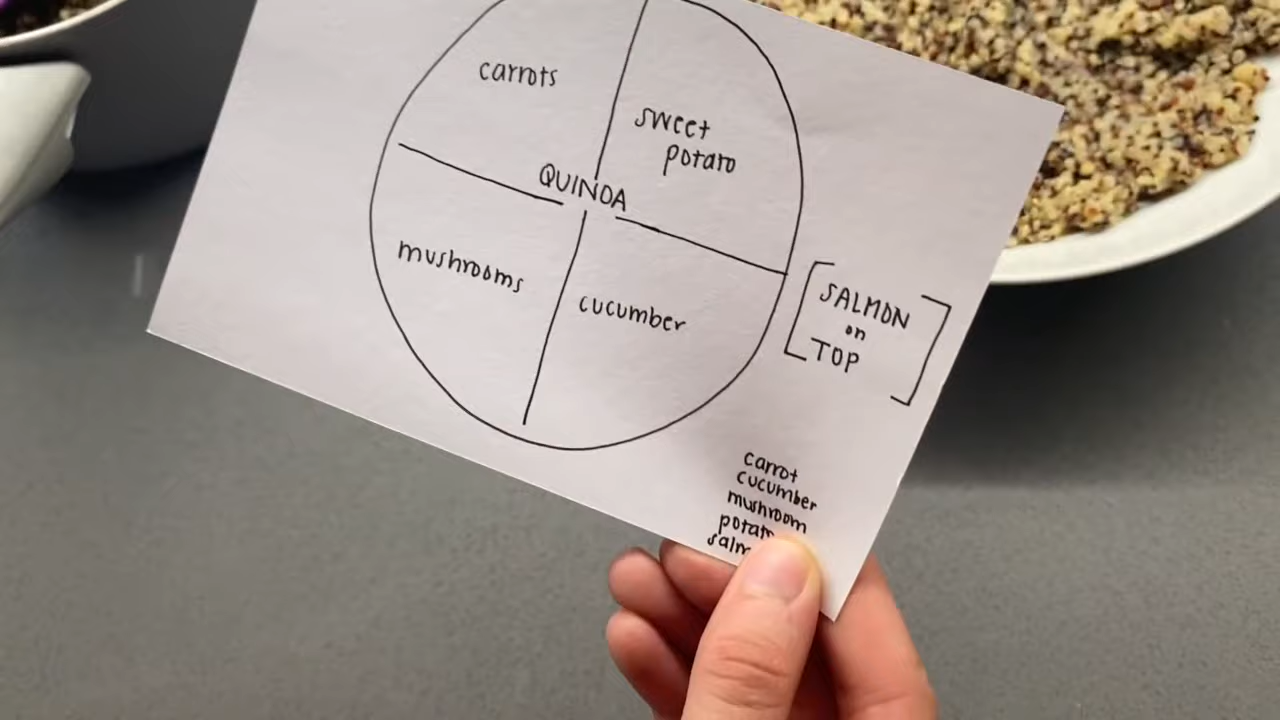 carrots
sweet
potato
QUINOA
mushrooms
cucumber
SALMON
on
TOP
carrot
cucumber
mushroom